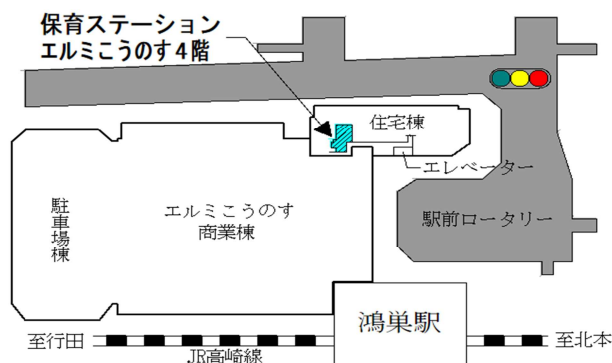 保育ステーション
エルミこうのす4階
住宅棟
エレベーター
駐車場棟
エルミこうのす
商業棟
駅前ロータリー
鴻巣駅
至行田
JR高崎線
至北本